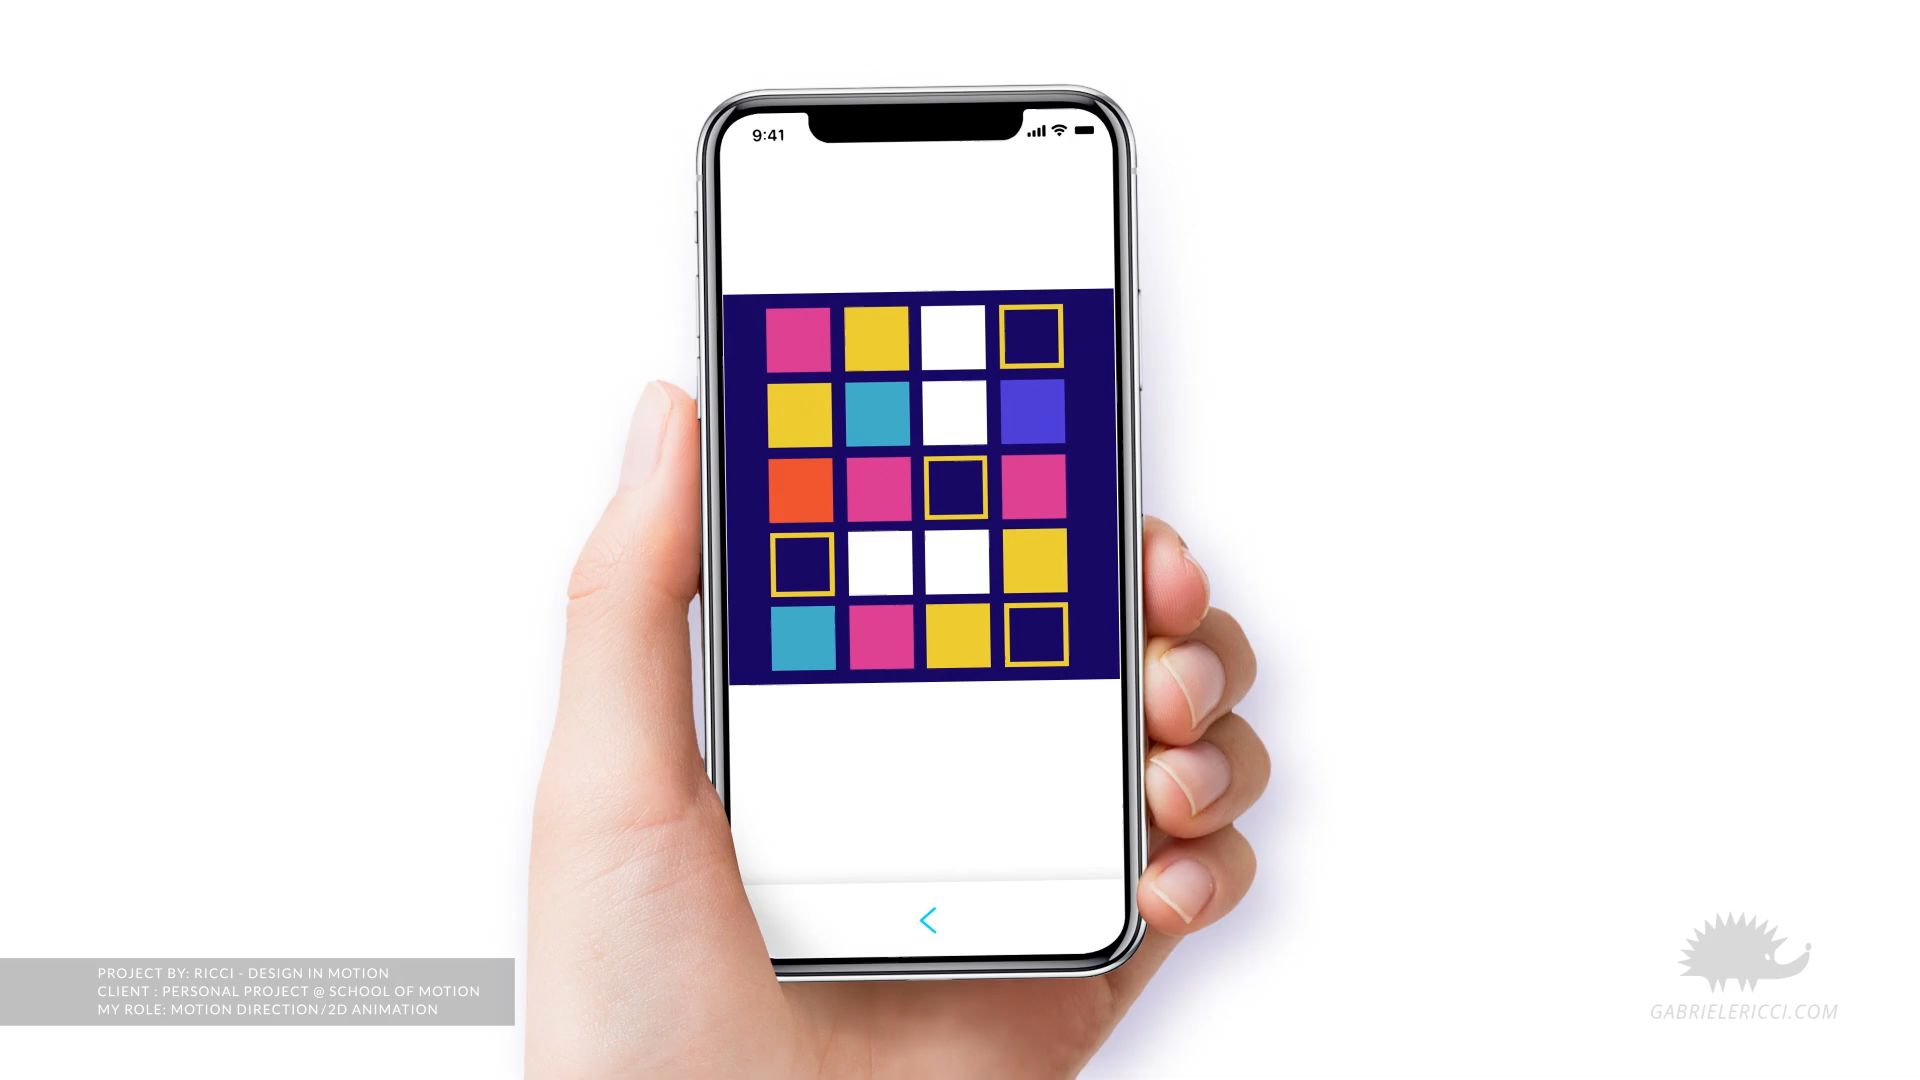 9:41
PROJECT BY: RICCI - DESIGN IN MOTION
CLIENT : PERSONAL PROJECT @ SCHOOL OF MOTION
MY ROLE: MOTION DIRECTION/2D ANIMATION
GABRIELERICCI.COM